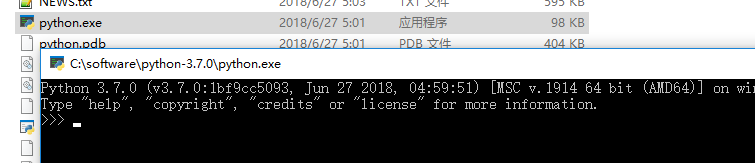 NEWS.txt 2018/6/27 5:03 TXT 文件 595 KB
python.exe 2018/6/27 5:01 应用程序 98 KB
python.pdb 2018/6/27 5:01 PDB 文件 404 KB
C:\software\python-3.7.0\python.exe
Python 3.7.0 (v3.7.0:1bf9cc5093, Jun 27 2018, 04:59:51) [MSC v.1914 64 bit (AMD64)] on wi
Type "help", "copyright", "credits" or "license" for more information.
>>>